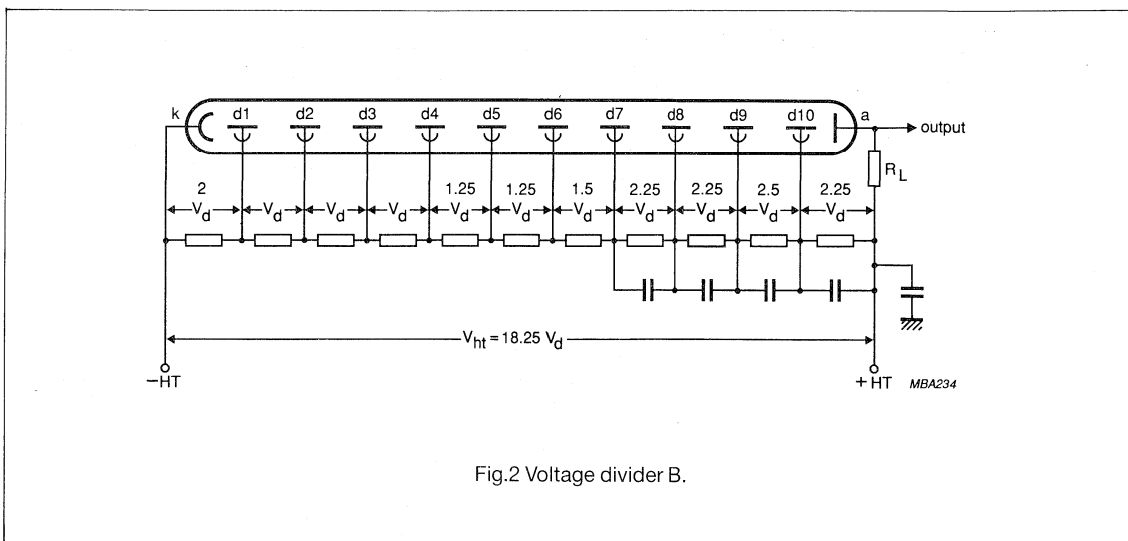 k d1 d2 d3 d4 d5 d6 d7 d8 d9 d10 a
output
R_L
2 1.25 1.25 1.5 2.25 2.25 2.5 2.25
V_d V_d V_d V_d V_d V_d V_d V_d V_d V_d V_d
V_ht = 18.25 V_d
−HT
+ HT MBA234
Fig.2 Voltage divider B.